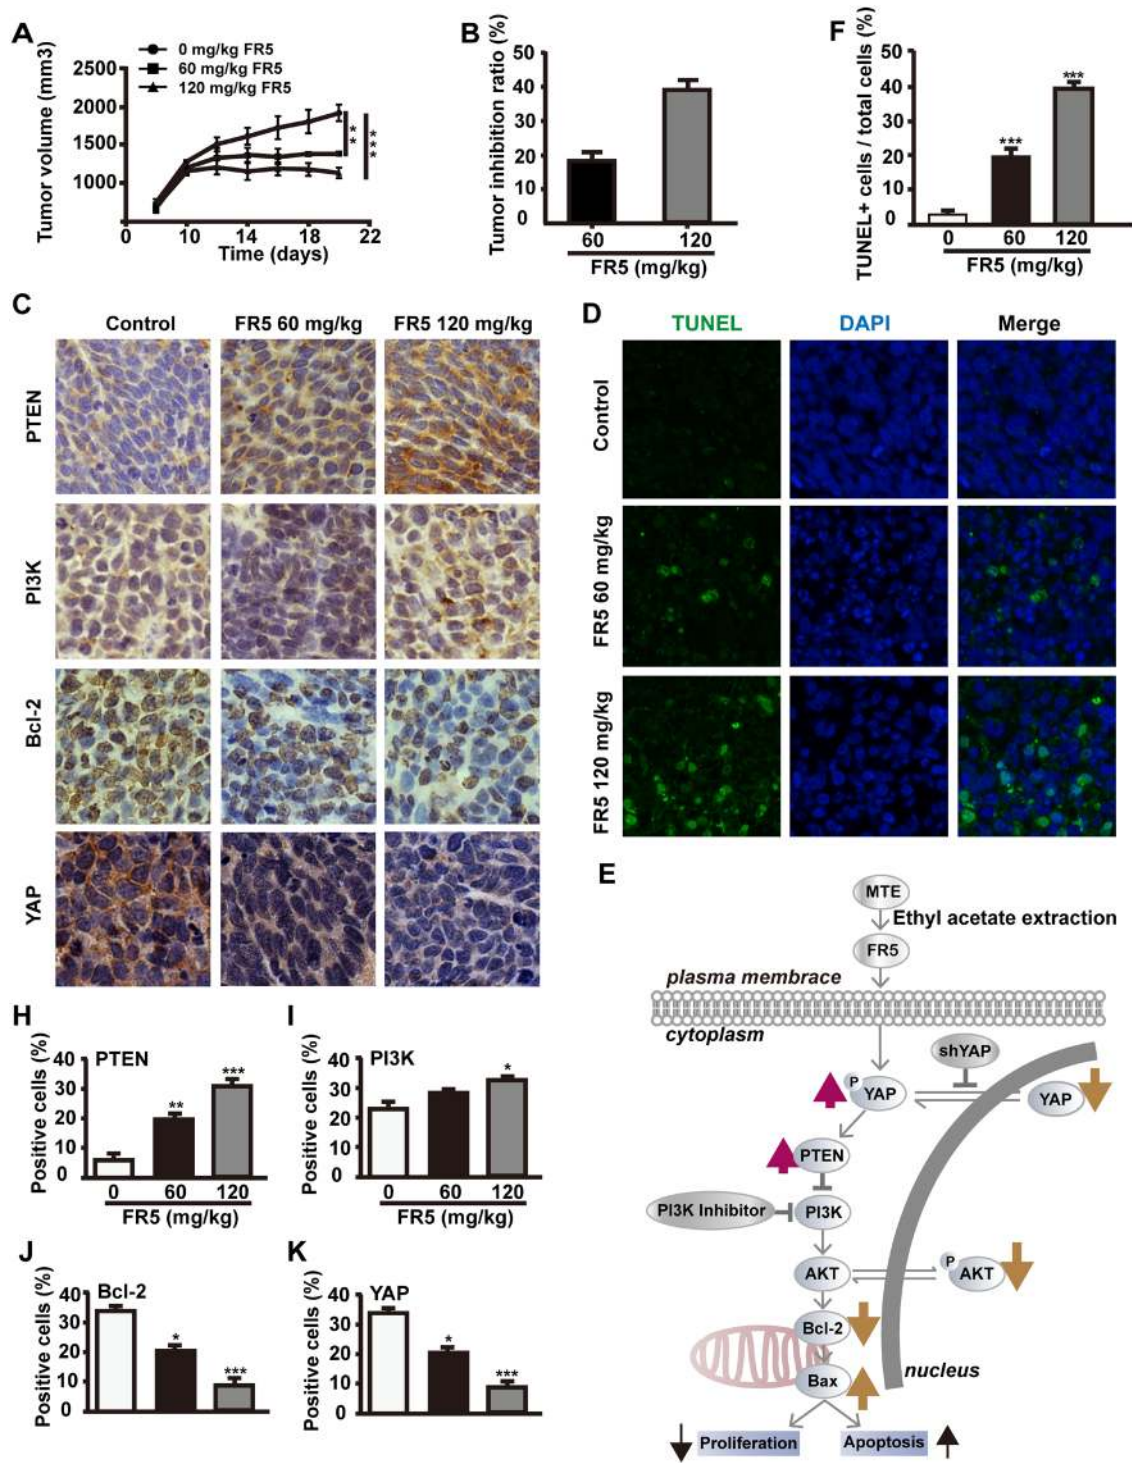 A
Tumor volume (mm3)
0 mg/kg FR5
60 mg/kg FR5
120 mg/kg FR5
2500
2000
1500
1000
** ***
0 10 14 18 22
Time (days)
B
Tumor inhibition ratio (%)
50
40
30
20
10
0
60 120
FR5 (mg/kg)
F
TUNEL+ cells / total cells (%)
50
40
30
20
10
0
*** ***
0 60 120
FR5 (mg/kg)
C
Control FR5 60 mg/kg FR5 120 mg/kg
PTEN
PI3K
Bcl-2
YAP
D
TUNEL DAPI Merge
Control
FR5 60 mg/kg
FR5 120 mg/kg
E
MTE
Ethyl acetate extraction
FR5
plasma membrace
cytoplasm
shYAP
P YAP
YAP
PTEN
PI3K Inhibitor
PI3K
AKT
P AKT
Bcl-2
Bax
nucleus
Proliferation
Apoptosis
H
PTEN
Positive cells (%)
40
30
20
10
0
** ***
0 60 120
FR5 (mg/kg)
I
PI3K
Positive cells (%)
40
30
20
10
0
*
0 60 120
FR5 (mg/kg)
J
Bcl-2
Positive cells (%)
40
30
20
10
0
* ***
K
YAP
Positive cells (%)
40
30
20
10
0
* ***